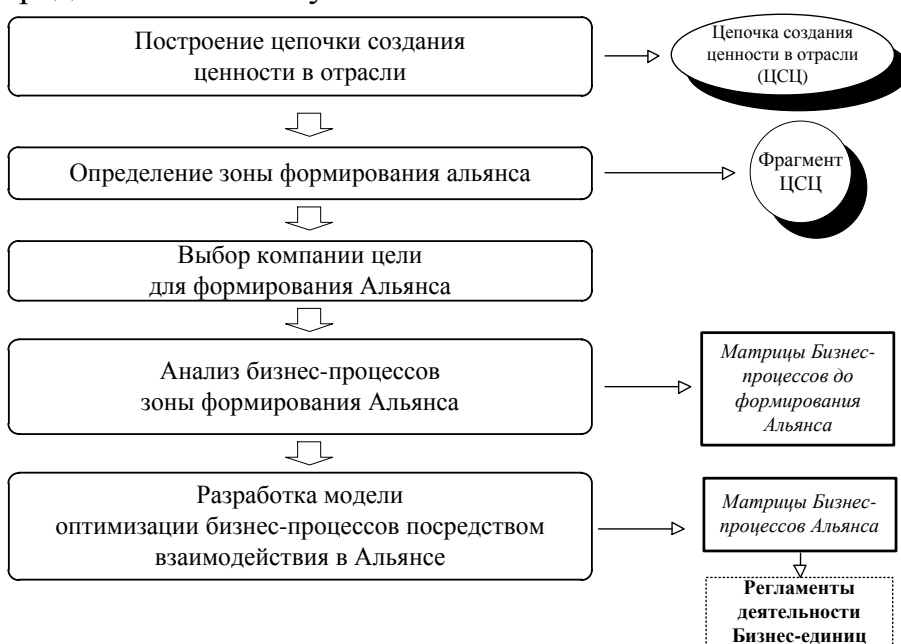 Построение цепочки создания
ценности в отрасли
Цепочка создания
ценности в отрасли
(ЦСЦ)
Определение зоны формирования альянса
Фрагмент
ЦСЦ
Выбор компании цели
для формирования Альянса
Анализ бизнес-процессов
зоны формирования Альянса
Матрицы Бизнес-
процессов до
формирования
Альянса
Разработка модели
оптимизации бизнес-процессов посредством
взаимодействия в Альянсе
Матрицы Бизнес-
процессов Альянса
Регламенты
деятельности
Бизнес-единиц